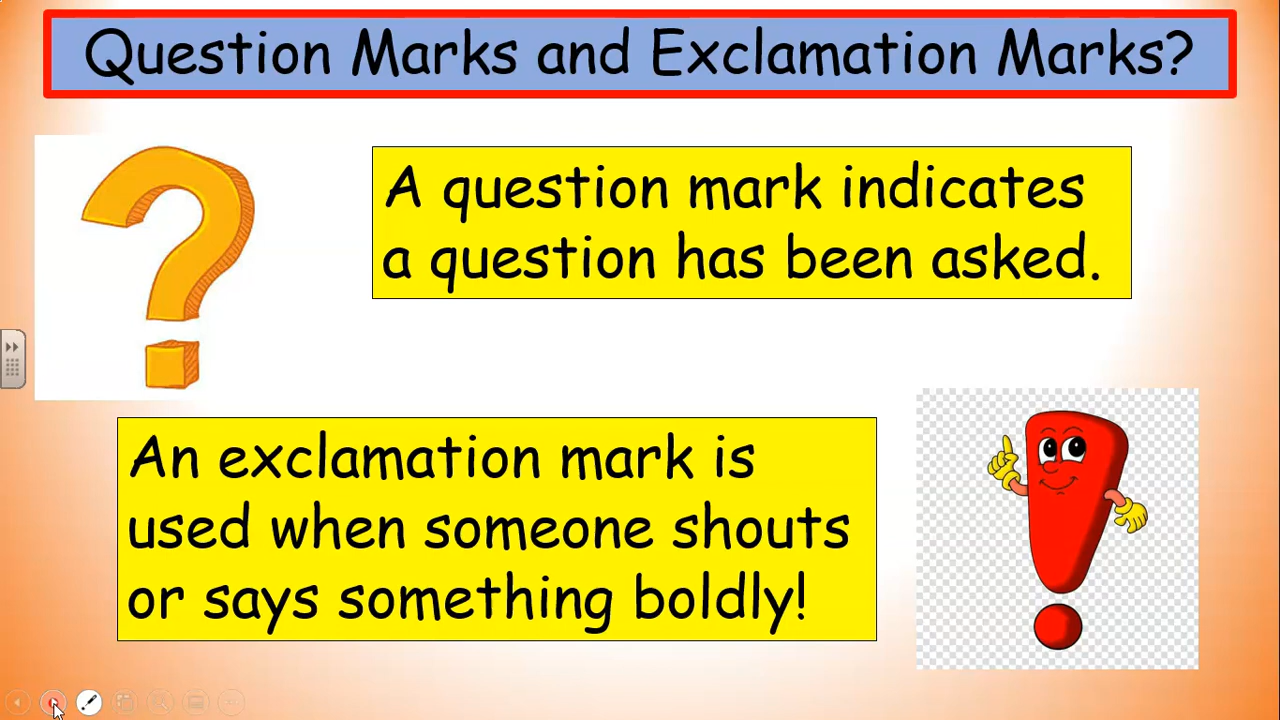 Question Marks and Exclamation Marks?
A question mark indicates
a question has been asked.
An exclamation mark is
used when someone shouts
or says something boldly!